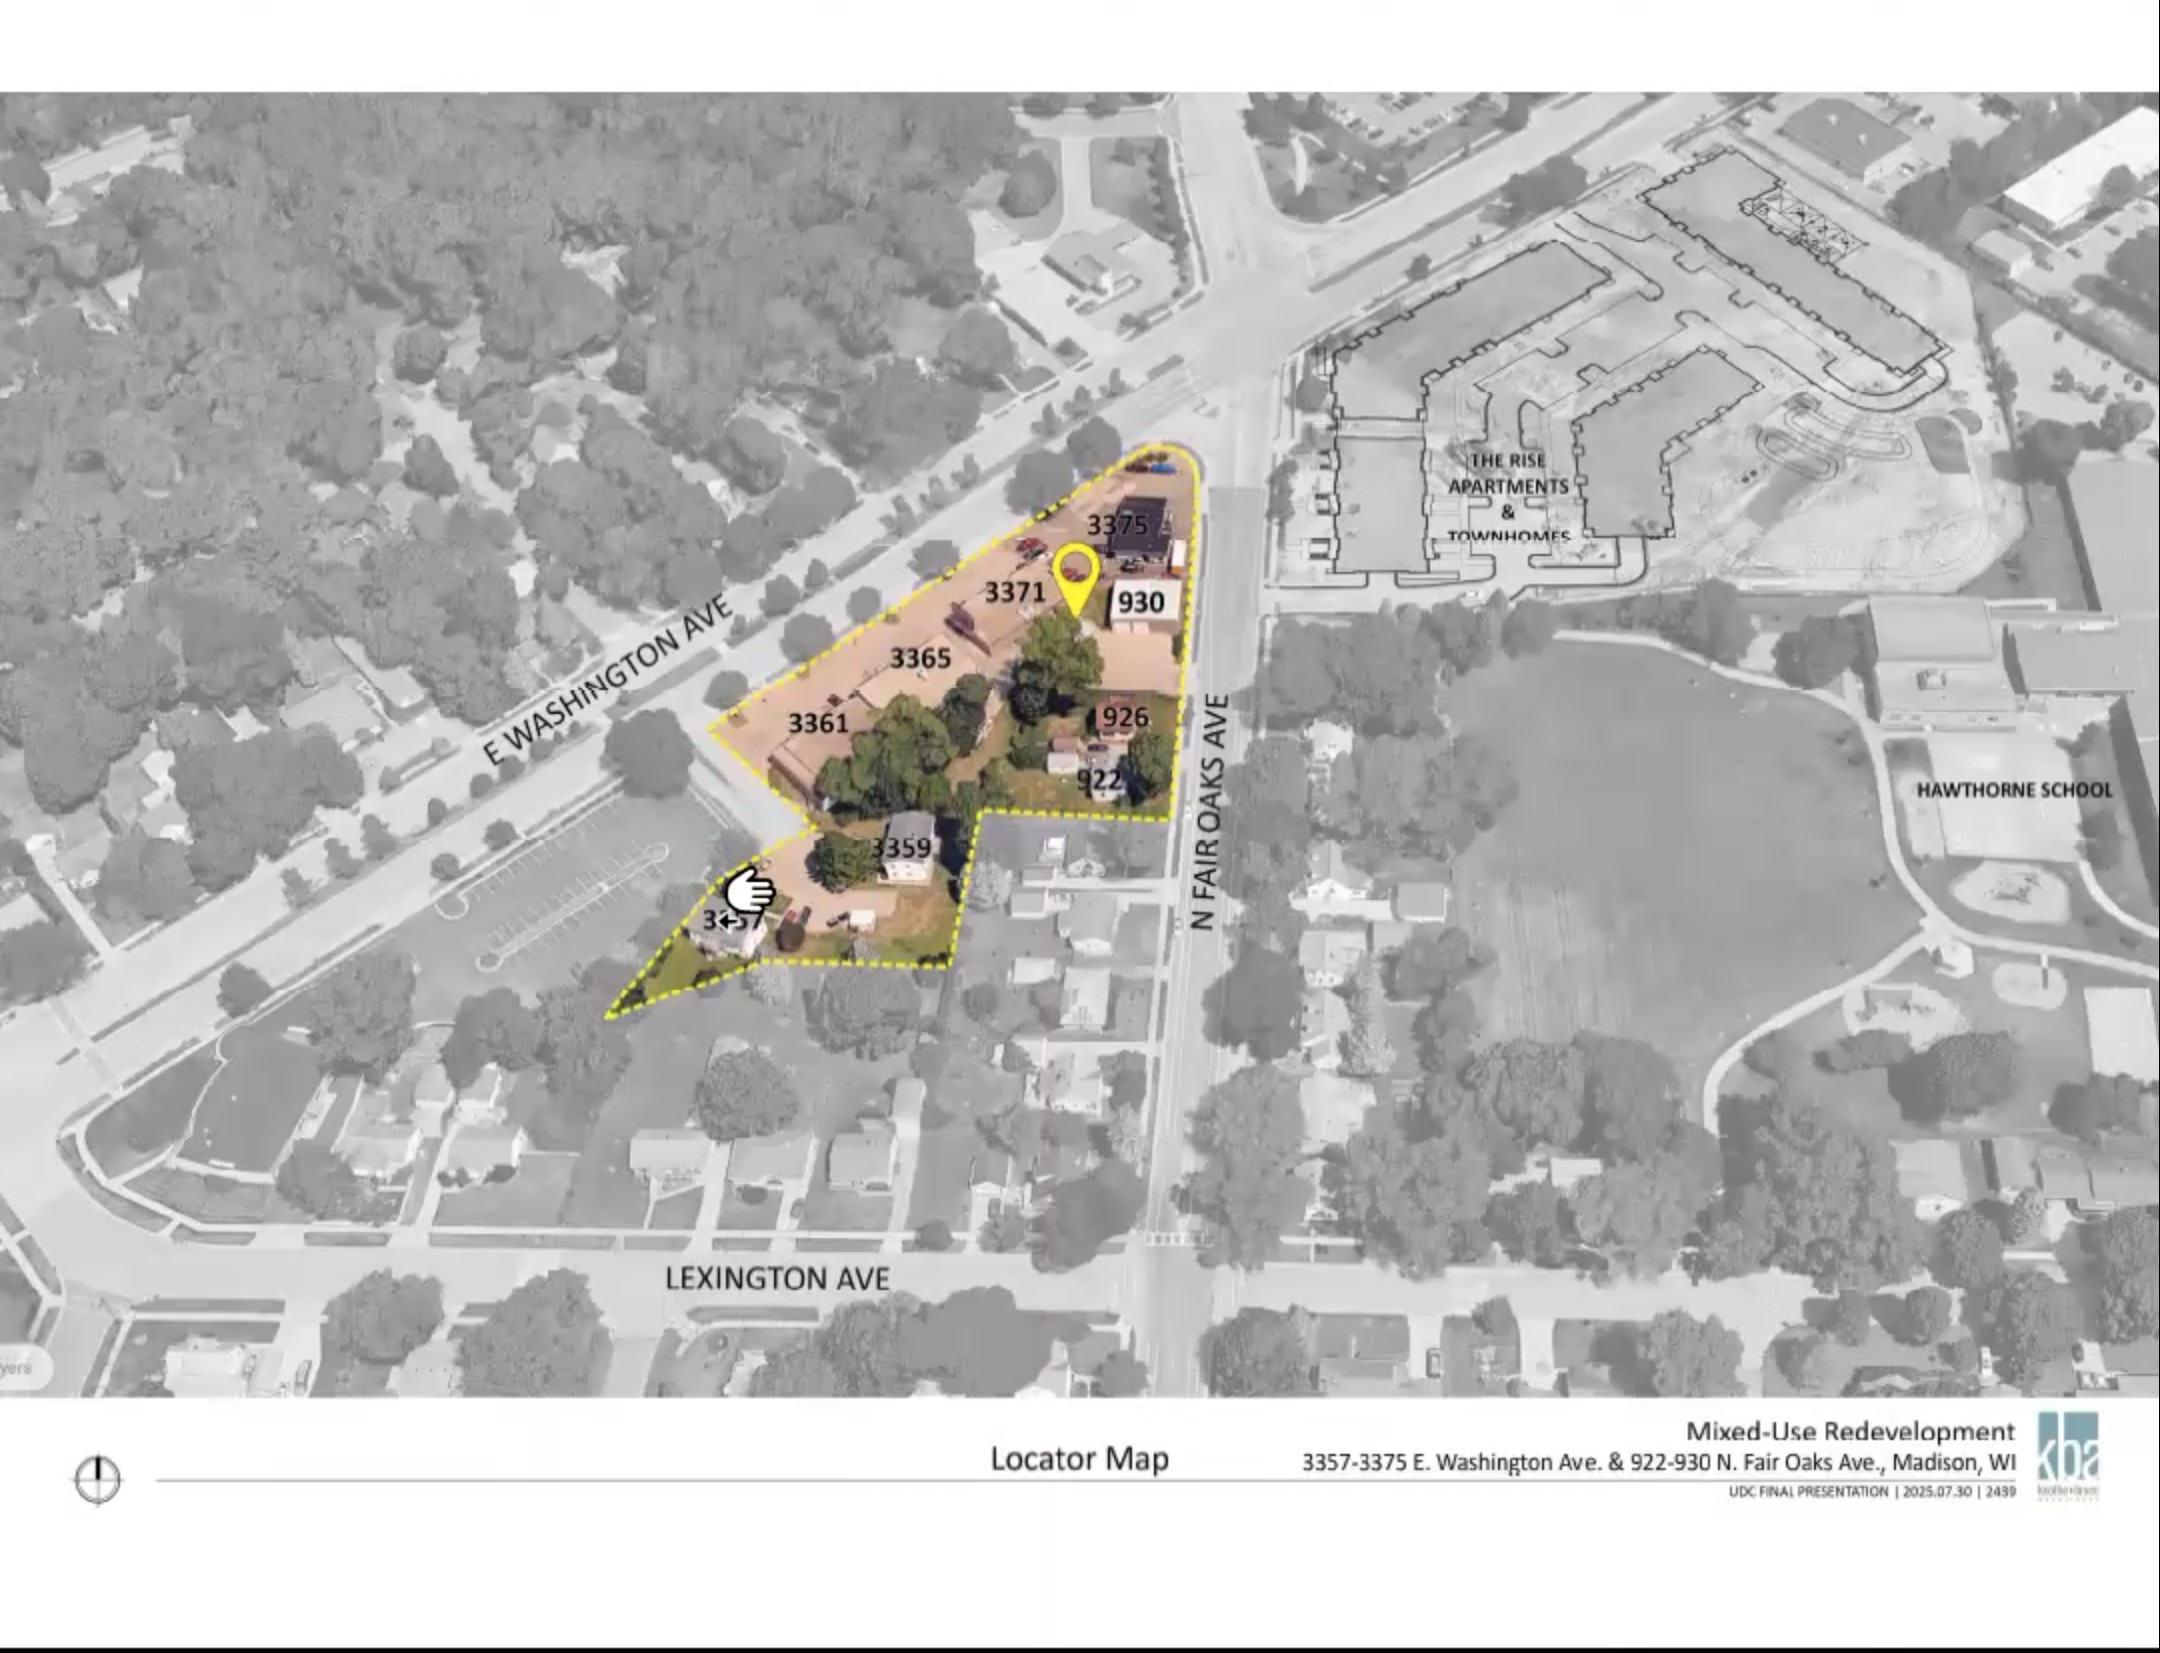 THE RISE
APARTMENTS
&
TOWNHOMES
3375
3371
930
3365
3361
926
922
3359
E WASHINGTON AVE
N FAIR OAKS AVE
HAWTHORNE SCHOOL
LEXINGTON AVE
yers
Locator Map
Mixed-Use Redevelopment
3357-3375 E. Washington Ave. & 922-930 N. Fair Oaks Ave., Madison, WI
UDC FINAL PRESENTATION | 2025.07.30 | 2439
kba